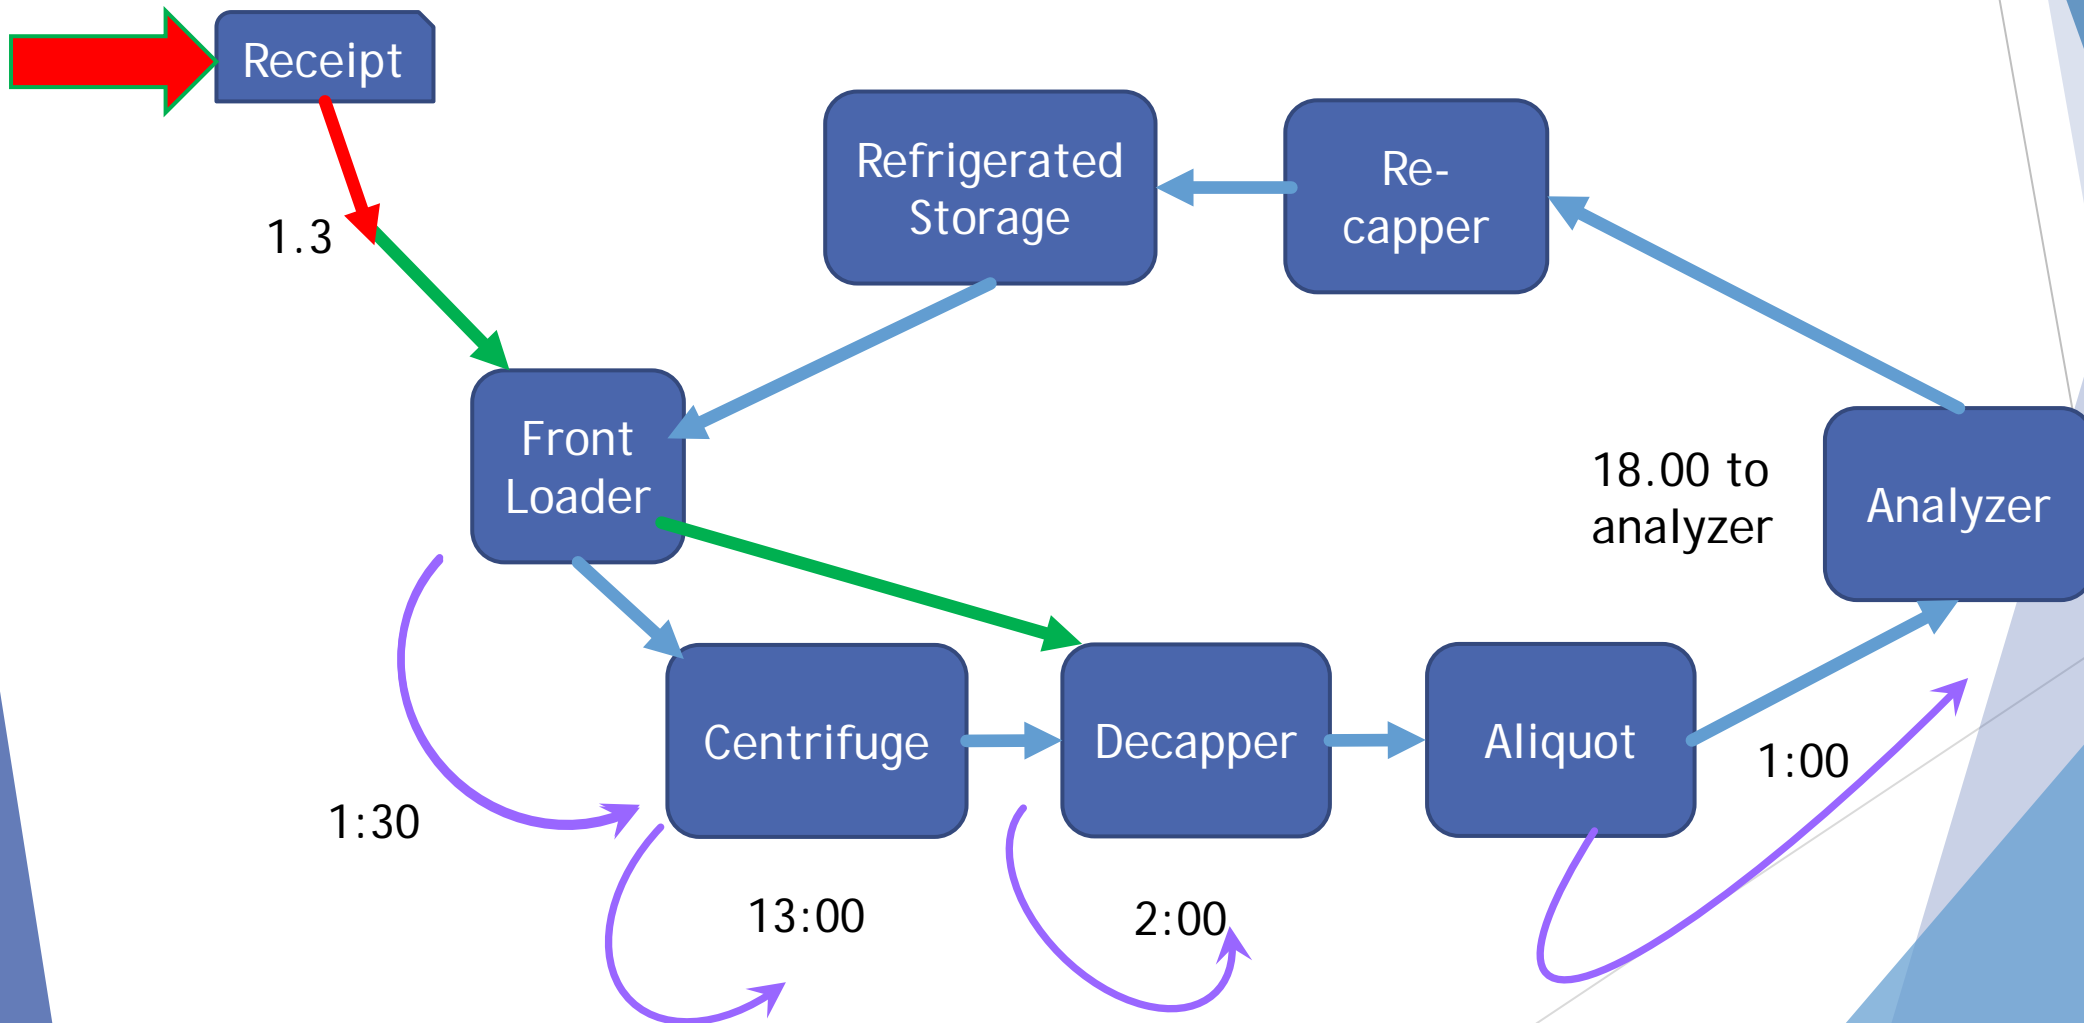 Receipt
1.3
Refrigerated
Storage
Re-
capper
Front
Loader
18.00 to
analyzer
Analyzer
Centrifuge
Decapper
Aliquot
1:00
1:30
13:00
2:00